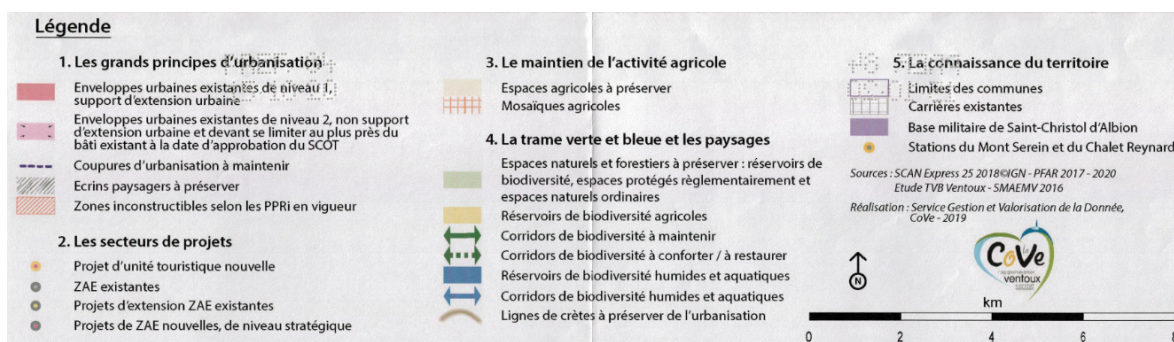 Légende
1. Les grands principes d'urbanisation
Enveloppes urbaines existantes de niveau 1,
support d'extension urbaine
Enveloppes urbaines existantes de niveau 2, non support
d'extension urbaine et devant se limiter au plus près du
bâti existant à la date d'approbation du SCOT
Coupures d'urbanisation à maintenir
Ecrins paysagers à préserver
Zones inconstructibles selon les PPRi en vigueur
2. Les secteurs de projets
Projet d'unité touristique nouvelle
ZAE existantes
Projets d'extension ZAE existantes
Projets de ZAE nouvelles, de niveau stratégique
3. Le maintien de l'activité agricole
Espaces agricoles à préserver
Mosaïques agricoles
4. La trame verte et bleue et les paysages
Espaces naturels et forestiers à préserver : réservoirs de
biodiversité, espaces protégés règlementairement et
espaces naturels ordinaires
Réservoirs de biodiversité agricoles
Corridors de biodiversité à maintenir
Corridors de biodiversité à conforter / à restaurer
Réservoirs de biodiversité humides et aquatiques
Corridors de biodiversité humides et aquatiques
Lignes de crètes à préserver de l'urbanisation
5. La connaissance du territoire
Limites des communes
Carrières existantes
Base militaire de Saint-Christol d'Albion
Stations du Mont Serein et du Chalet Reynard
Sources : SCAN Express 25 2018©IGN - PFAR 2017 - 2020
Etude TVB Ventoux - SMAEMV 2016
Réalisation : Service Gestion et Valorisation de la Donnée,
CoVe - 2019
la
CoVe
ventoux
N
km
0 2 4 6 8